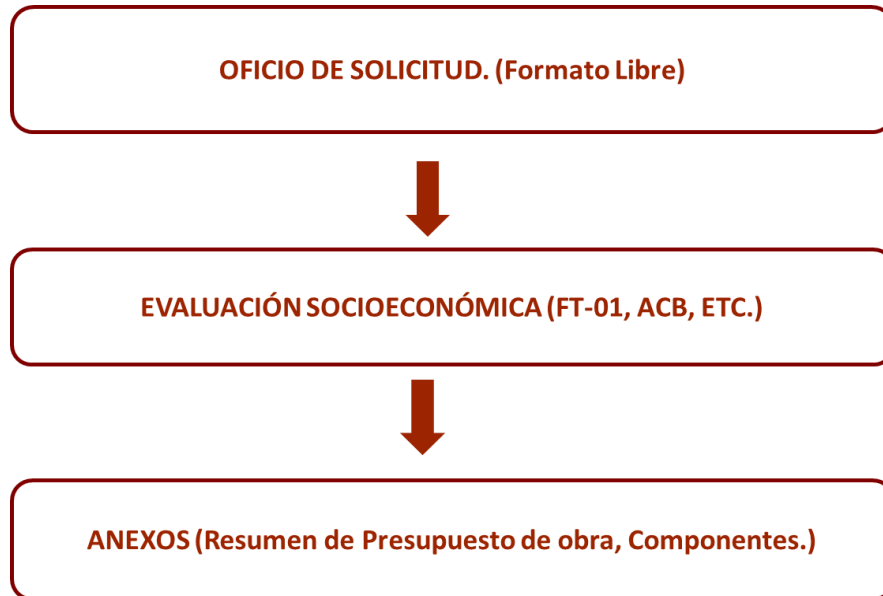 OFICIO DE SOLICITUD. (Formato Libre)
EVALUACIÓN SOCIOECONÓMICA (FT-01, ACB, ETC.)
ANEXOS (Resumen de Presupuesto de obra, Componentes.)